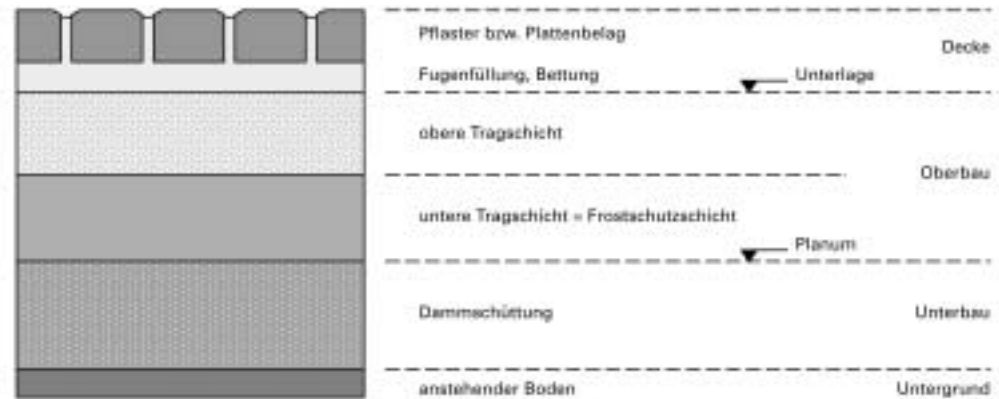 Pflaster bzw. Plattenbelag
Decke
Fugenfüllung, Bettung
Unterlage
obere Tragschicht
Oberbau
untere Tragschicht = Frostschutzschicht
Planum
Dammschüttung
Unterbau
anstehender Boden
Untergrund